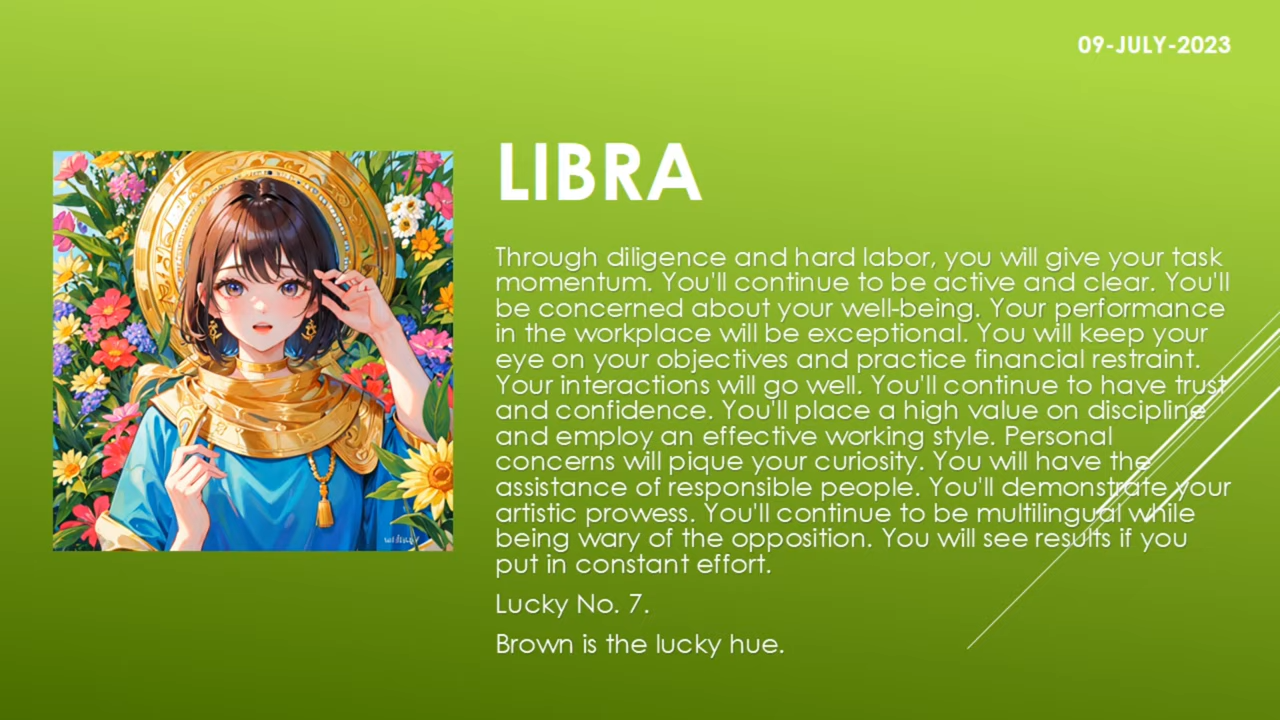 09-JULY-2023
LIBRA
Through diligence and hard labor, you will give your task
momentum. You'll continue to be active and clear. You'll
be concerned about your well-being. Your performance
in the workplace will be exceptional. You will keep your
eye on your objectives and practice financial restraint.
Your interactions will go well. You'll continue to have trust
and confidence. You'll place a high value on discipline
and employ an effective working style. Personal
concerns will pique your curiosity. You will have the
assistance of responsible people. You'll demonstrate your
artistic prowess. You'll continue to be multilingual while
being wary of the opposition. You will see results if you
put in constant effort.
Lucky No. 7.
Brown is the lucky hue.